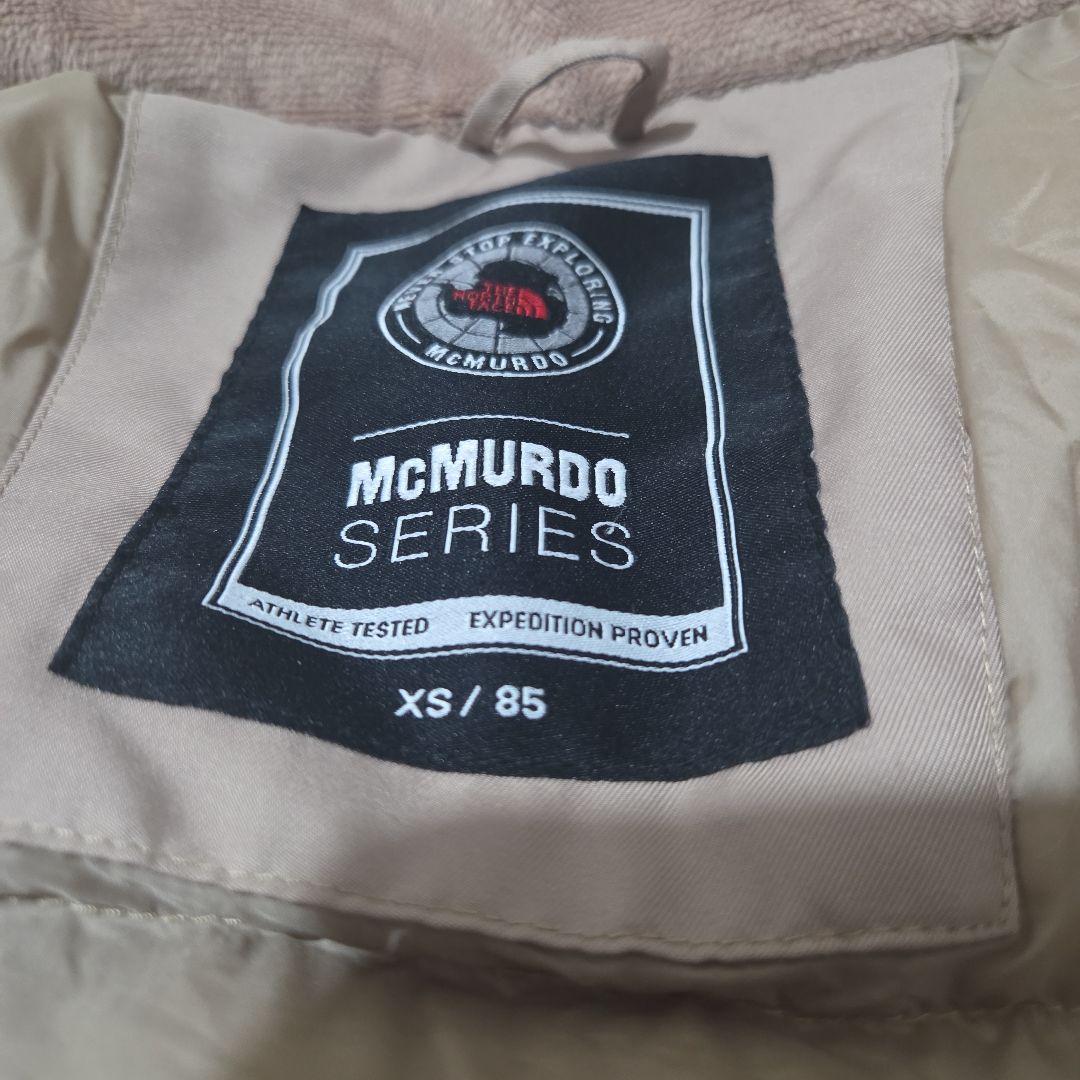 NEVER STOP EXPLORING
THE
NORTH
FACE
McMURDO
McMURDO
SERIES
ATHLETE TESTED EXPEDITION PROVEN
XS / 85